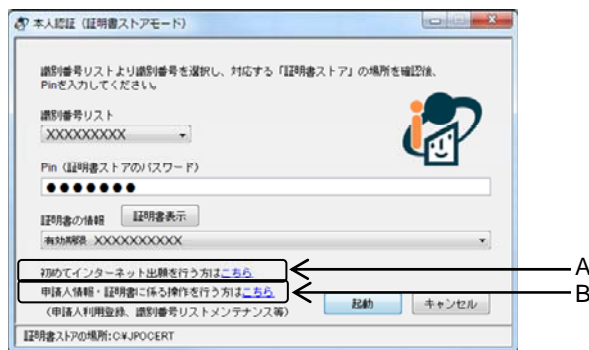 本人認証（証明書ストアモード）
識別番号リストより識別番号を選択し、対応する「証明書ストア」の場所を確認後、
Pinを入力してください。
識別番号リスト
XXXXXXXXXX
Pin（証明書ストアのパスワード）
●●●●●●●
証明書の情報 証明書表示
有効期限 XXXXXXXXXXX
初めてインターネット出願を行う方はこちら
A
申請人情報・証明書に係る操作を行う方はこちら
B
（申請人利用登録、識別番号リストメンテナンス等）
起動 キャンセル
証明書ストアの場所:C¥JPOCERT